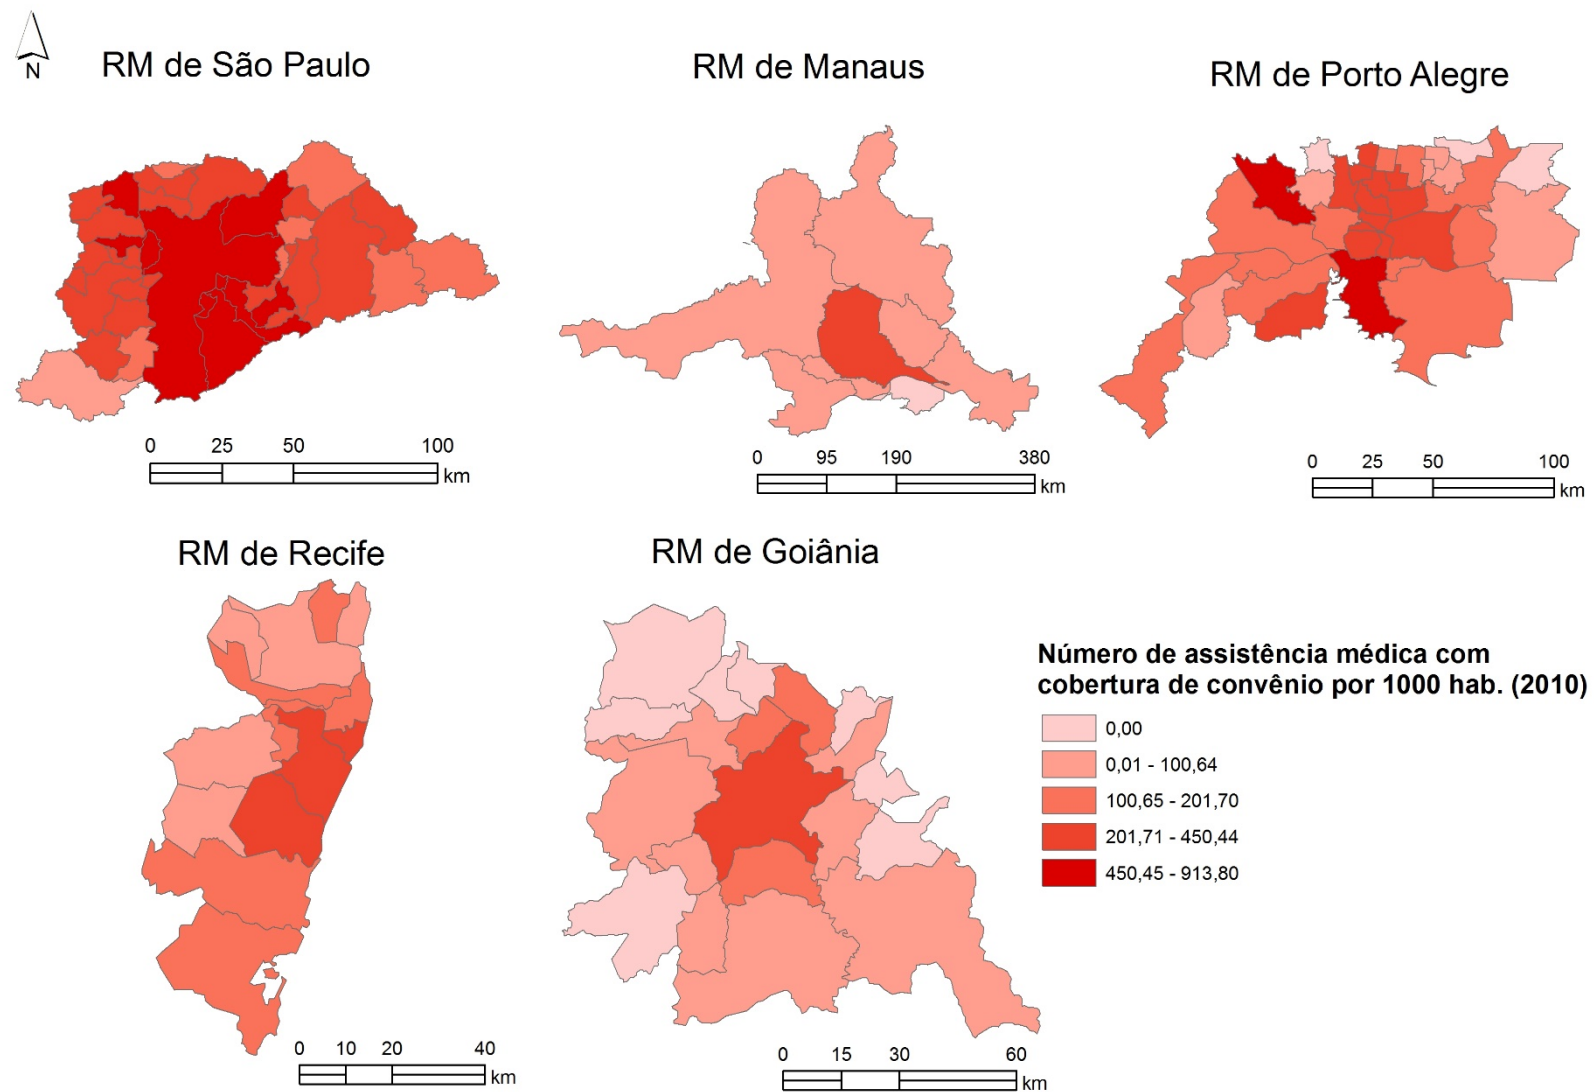 N
RM de São Paulo
RM de Manaus
RM de Porto Alegre
0 25 50 100
km
0 95 190 380
km
0 25 50 100
km
RM de Recife
RM de Goiânia
Número de assistência médica com
cobertura de convênio por 1000 hab. (2010)
0,00
0,01 - 100,64
100,65 - 201,70
201,71 - 450,44
450,45 - 913,80
0 10 20 40
km
0 15 30 60
km